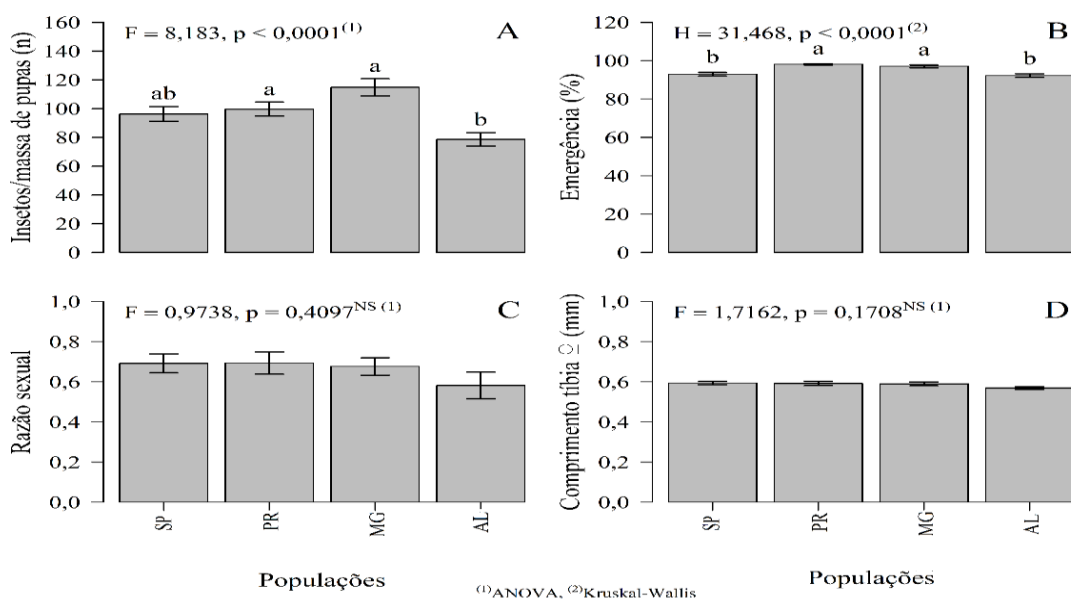 Insetos/massa de pupas (n)
160
140
120
100
80
60
40
20
0
F = 8,183, p < 0,0001(1)
A
ab
a
a
b
Emergência (%)
120
100
80
60
40
20
0
H = 31,468, p < 0,0001(2)
B
b
a
a
b
Razão sexual
1,0
0,8
0,6
0,4
0,2
0,0
F = 0,9738, p = 0,4097NS (1)
C
SP
PR
MG
AL
Populações
Comprimento tíbia ♀ (mm)
1,0
0,8
0,6
0,4
0,2
0,0
F = 1,7162, p = 0,1708NS (1)
D
SP
PR
MG
AL
Populações
(1)ANOVA, (2)Kruskal-Wallis